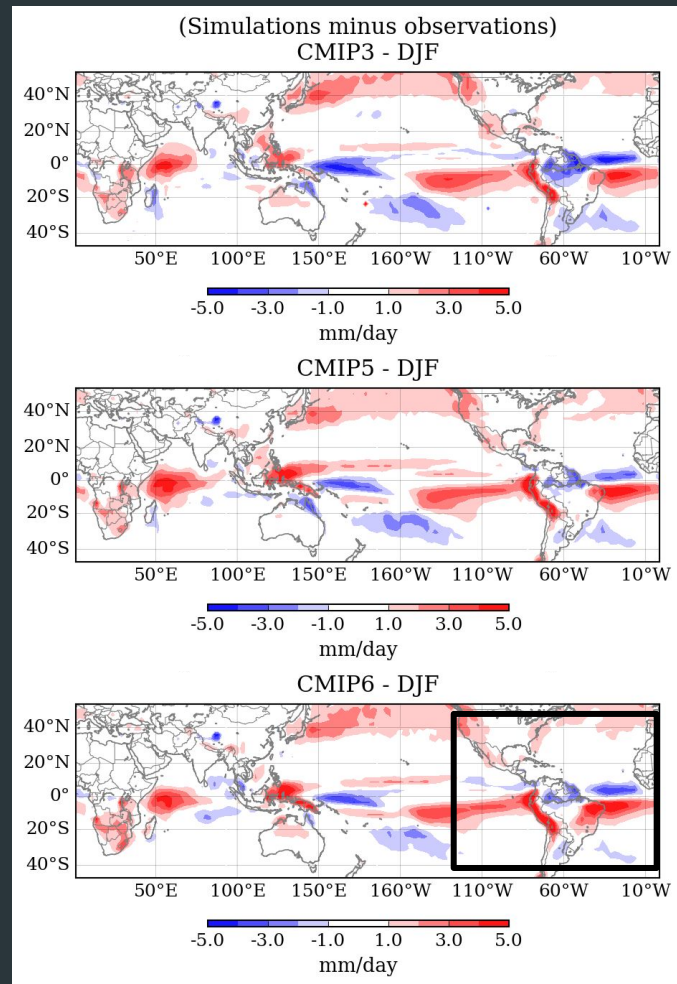 (Simulations minus observations)
CMIP3 - DJF
40°N
20°N
0°
20°S
40°S
50°E 100°E 150°E 160°W 110°W 60°W 10°W
-5.0 -3.0 -1.0 1.0 3.0 5.0
mm/day
CMIP5 - DJF
40°N
20°N
0°
20°S
40°S
50°E 100°E 150°E 160°W 110°W 60°W 10°W
-5.0 -3.0 -1.0 1.0 3.0 5.0
mm/day
CMIP6 - DJF
40°N
20°N
0°
20°S
40°S
50°E 100°E 150°E 160°W 110°W 60°W 10°W
-5.0 -3.0 -1.0 1.0 3.0 5.0
mm/day